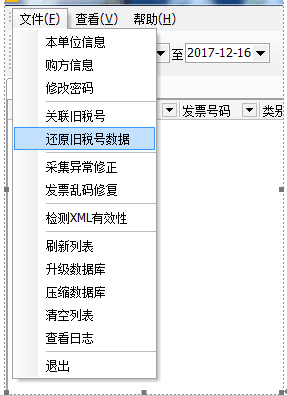 文件(F) 查看(V) 帮助(H)
至 2017-12-16
发票号码 类别
本单位信息
购方信息
修改密码
关联旧税号
还原旧税号数据
采集异常修正
发票乱码修复
检测XML有效性
刷新列表
升级数据库
压缩数据库
清空列表
查看日志
退出